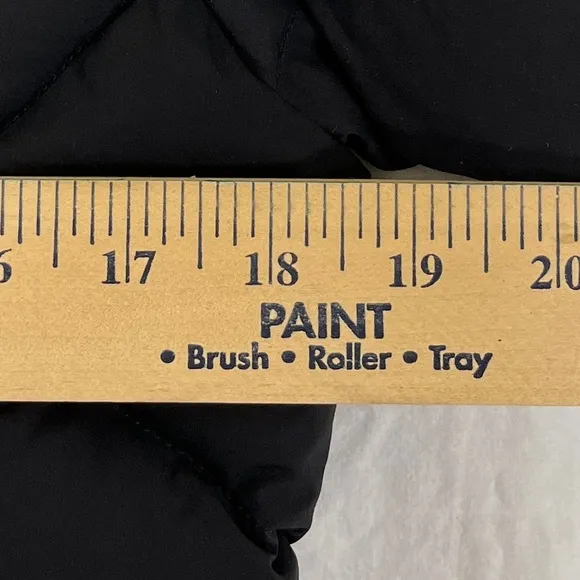 6 17 18 19 20
PAINT
• Brush • Roller • Tray